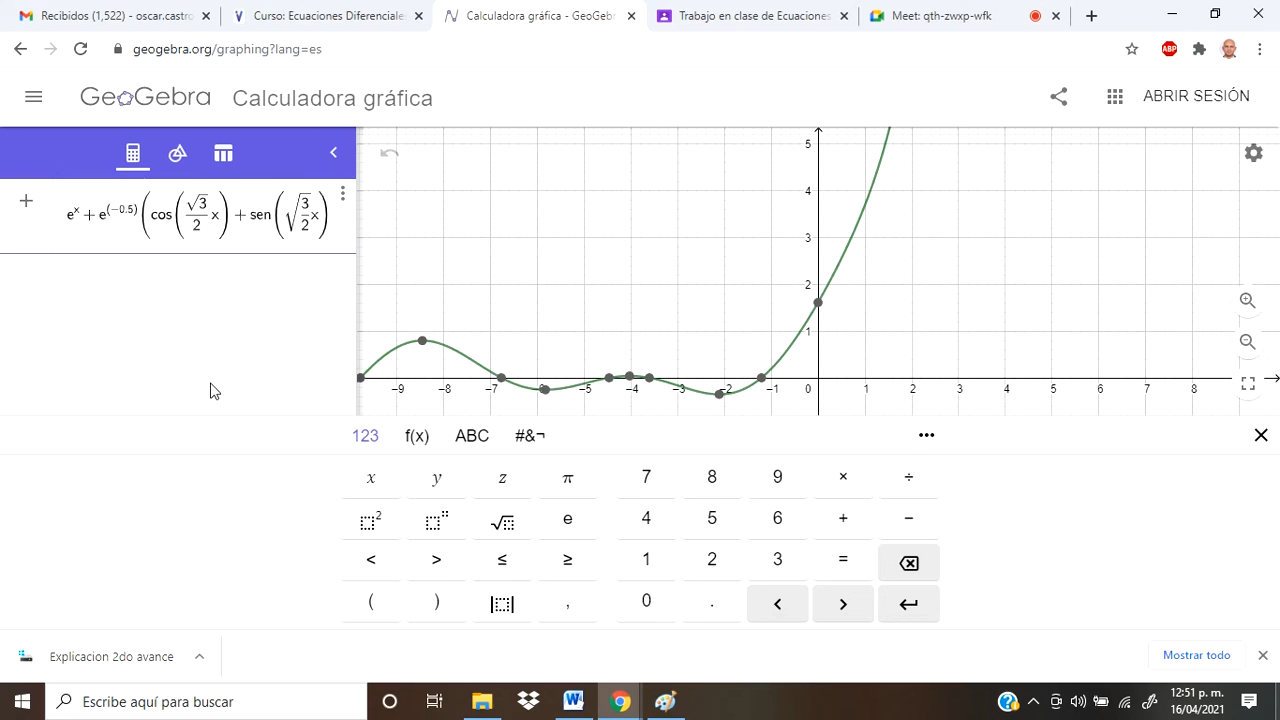 Recibidos (1,522) - oscar.castro
Curso: Ecuaciones Diferenciale
Calculadora gráfica - GeoGebra
Trabajo en clase de Ecuaciones
Meet: qth-zwxp-wfk
geogebra.org/graphing?lang=es
ABP
GeoGebra
Calculadora gráfica
ABRIR SESIÓN
+ e^x + e^(-0.5) (cos(√3/2 x) + sen(√(3/2 x)
5
4
3
2
1
−9 −8 −7 −6 −5 −4 −3 −2 −1 0 1 2 3 4 5 6 7 8
123 f(x) ABC #&¬
x y z π 7 8 9 × ÷
e 4 5 6 + −
< > ≤ ≥ 1 2 3 =
( ) , 0 . < >
Explicacion 2do avance
Mostrar todo
Escribe aquí para buscar
12:51 p. m.
16/04/2021